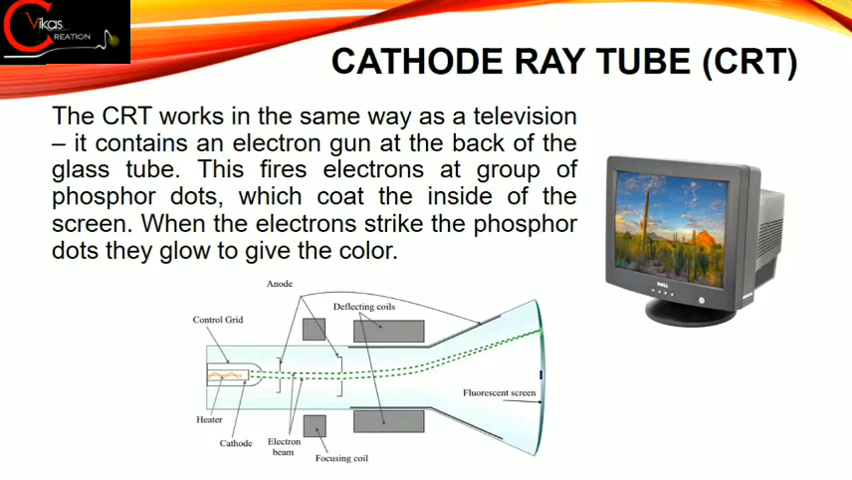 Vikas
CREATION
CATHODE RAY TUBE (CRT)
The CRT works in the same way as a television
– it contains an electron gun at the back of the
glass tube. This fires electrons at group of
phosphor dots, which coat the inside of the
screen. When the electrons strike the phosphor
dots they glow to give the color.
DELL
Anode
Deflecting coils
Control Grid
Fluorescent screen
Heater
Cathode
Electron
beam
Focusing coil